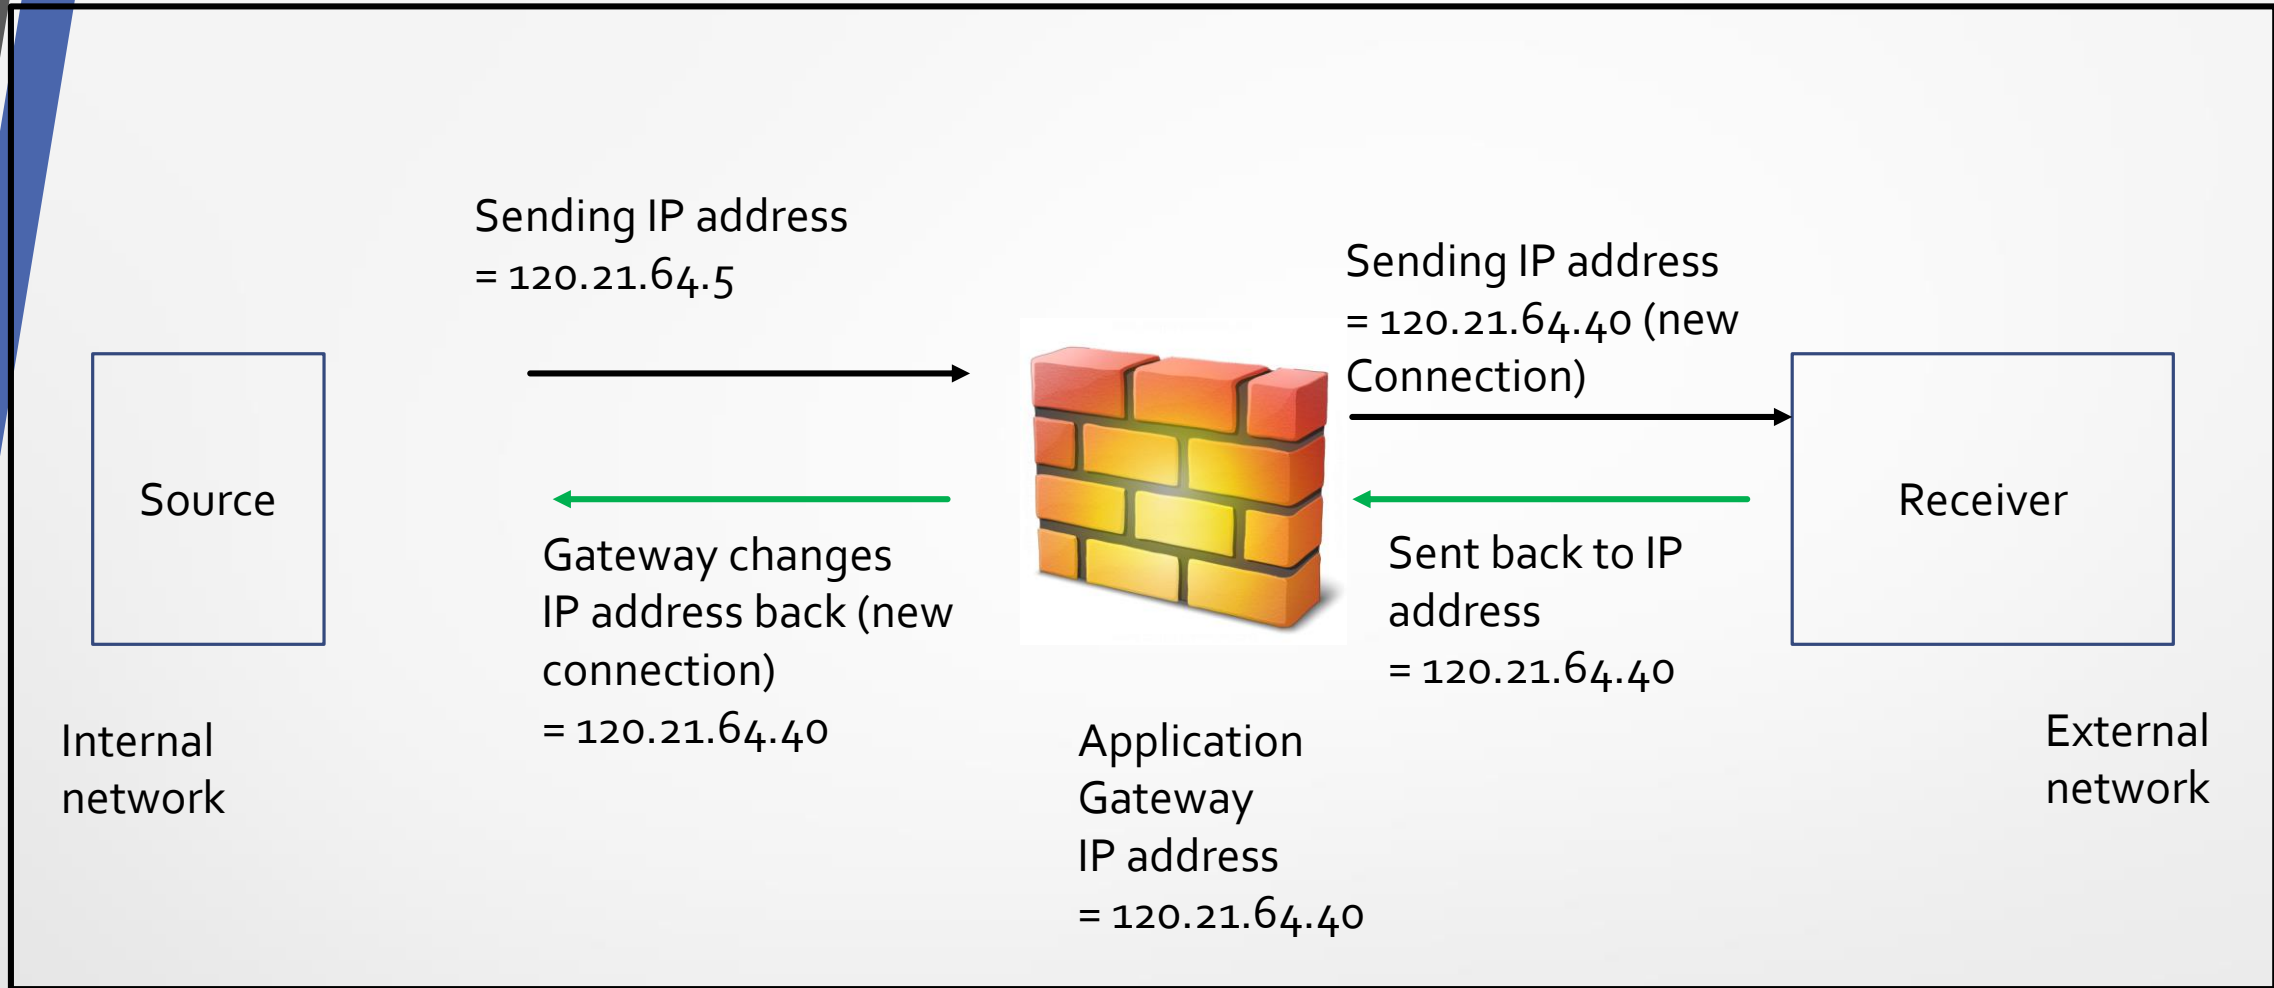 Sending IP address
= 120.21.64.5
Sending IP address
= 120.21.64.40 (new
Connection)
Source
Receiver
Gateway changes
IP address back (new
connection)
= 120.21.64.40
Sent back to IP
address
= 120.21.64.40
Internal
network
Application
Gateway
IP address
= 120.21.64.40
External
network